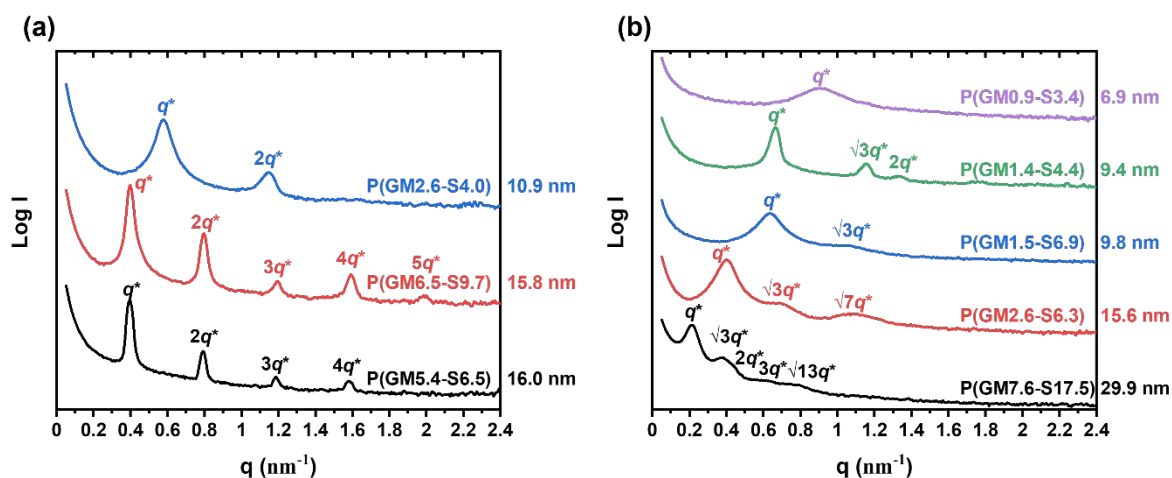 (a)
q*
2q*
P(GM2.6-S4.0) 10.9 nm
q*
2q*
3q*
4q*
5q*
P(GM6.5-S9.7) 15.8 nm
q*
2q*
3q*
4q*
P(GM5.4-S6.5) 16.0 nm
Log I
0 0.2 0.4 0.6 0.8 1 1.2 1.4 1.6 1.8 2 2.2 2.4
q (nm⁻¹)
(b)
q*
P(GM0.9-S3.4) 6.9 nm
q*
√3q*
2q*
P(GM1.4-S4.4) 9.4 nm
q*
√3q*
P(GM1.5-S6.9) 9.8 nm
q*
√3q*
√7q*
P(GM2.6-S6.3) 15.6 nm
q*
√3q*
2q*
3q*
√13q*
P(GM7.6-S17.5) 29.9 nm
Log I
0 0.2 0.4 0.6 0.8 1 1.2 1.4 1.6 1.8 2 2.2 2.4
q (nm⁻¹)